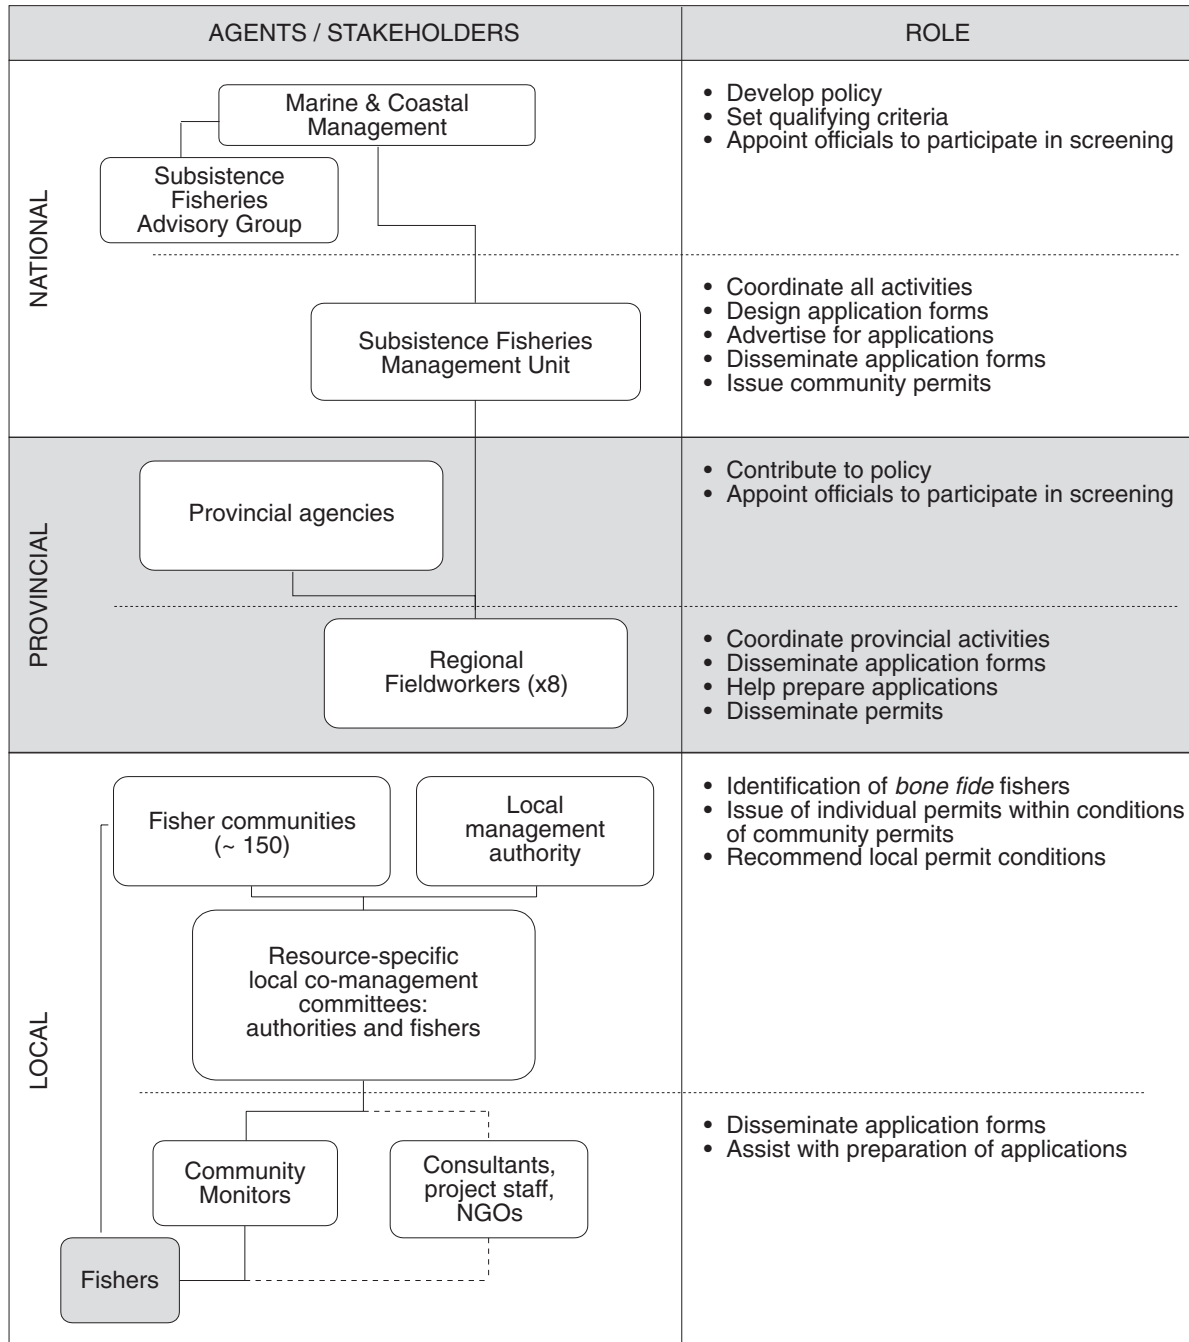 AGENTS / STAKEHOLDERS
ROLE
NATIONAL
Marine & Coastal
Management
Subsistence
Fisheries
Advisory Group
• Develop policy
• Set qualifying criteria
• Appoint officials to participate in screening
Subsistence Fisheries
Management Unit
• Coordinate all activities
• Design application forms
• Advertise for applications
• Disseminate application forms
• Issue community permits
PROVINCIAL
Provincial agencies
• Contribute to policy
• Appoint officials to participate in screening
Regional
Fieldworkers (x8)
• Coordinate provincial activities
• Disseminate application forms
• Help prepare applications
• Disseminate permits
LOCAL
Fisher communities
(~ 150)
Local
management
authority
Resource-specific
local co-management
committees:
authorities and fishers
• Identification of bone fide fishers
• Issue of individual permits within conditions
of community permits
• Recommend local permit conditions
Community
Monitors
Consultants,
project staff,
NGOs
Fishers
• Disseminate application forms
• Assist with preparation of applications